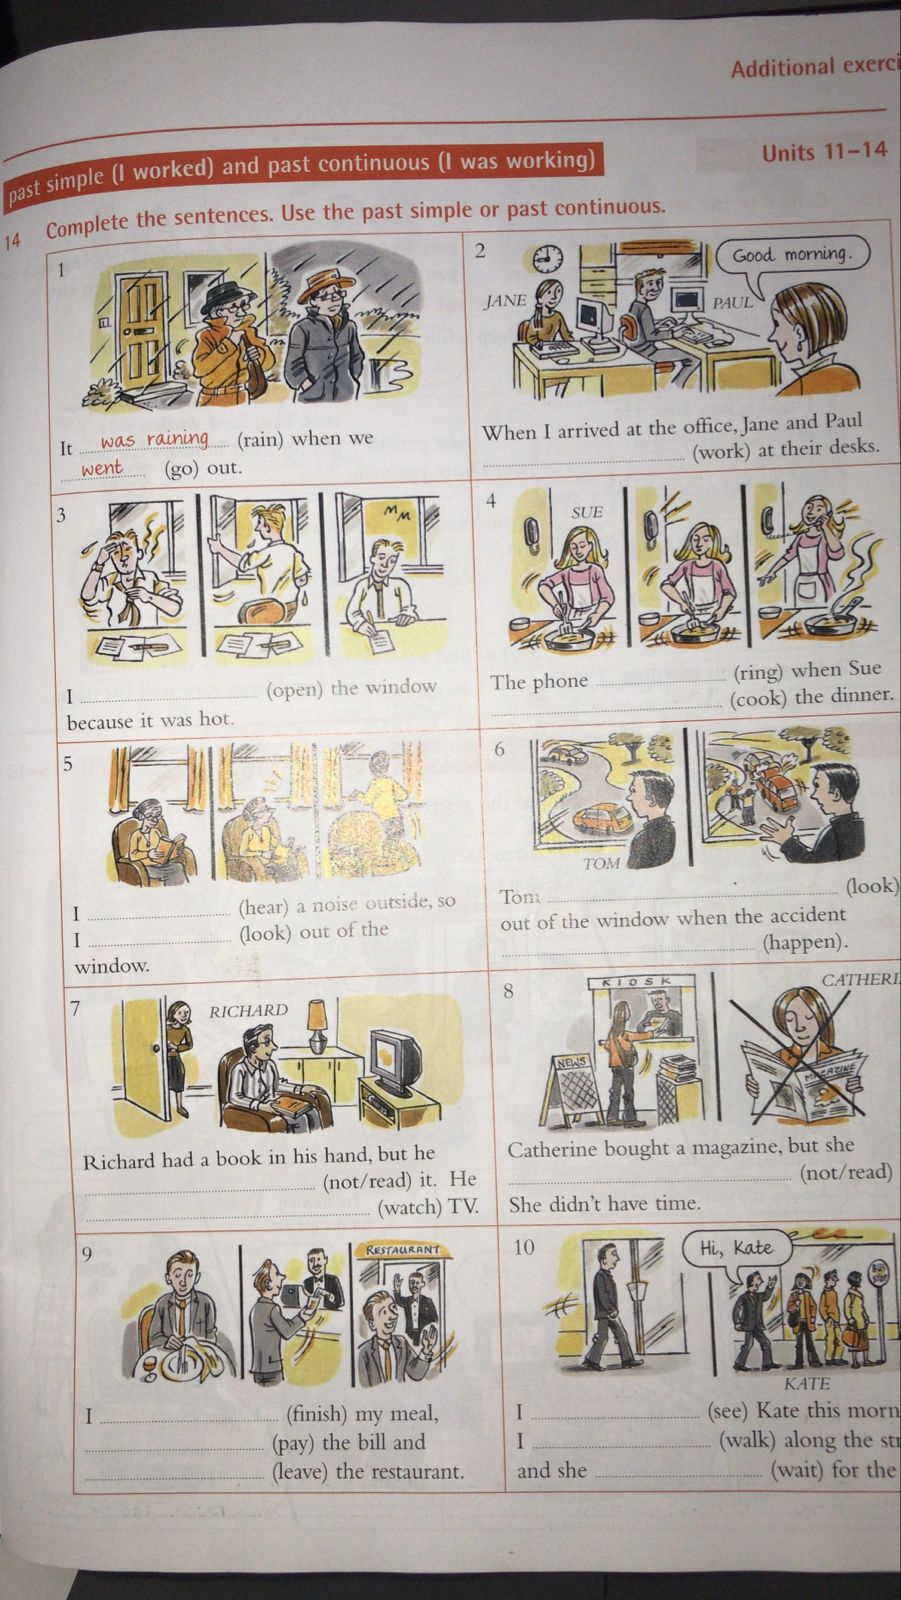 Additional exerci
past simple (I worked) and past continuous (I was working)
Units 11–14
14 Complete the sentences. Use the past simple or past continuous.
1
It was raining (rain) when we
went (go) out.
2
JANE
PAUL
Good morning.
When I arrived at the office, Jane and Paul
(work) at their desks.
3
I (open) the window
because it was hot.
4
SUE
The phone (ring) when Sue
(cook) the dinner.
5
I (hear) a noise outside, so
I (look) out of the
window.
6
TOM
Tom (look)
out of the window when the accident
(happen).
7
RICHARD
Richard had a book in his hand, but he
(not/read) it. He
(watch) TV.
8
KIOSK
NEWS
CATHERI
MAGAZINE
Catherine bought a magazine, but she
(not/read)
She didn't have time.
9
RESTAURANT
I (finish) my meal,
(pay) the bill and
(leave) the restaurant.
10
Hi, Kate
BUS STOP
KATE
I (see) Kate this morn
I (walk) along the str
and she (wait) for the